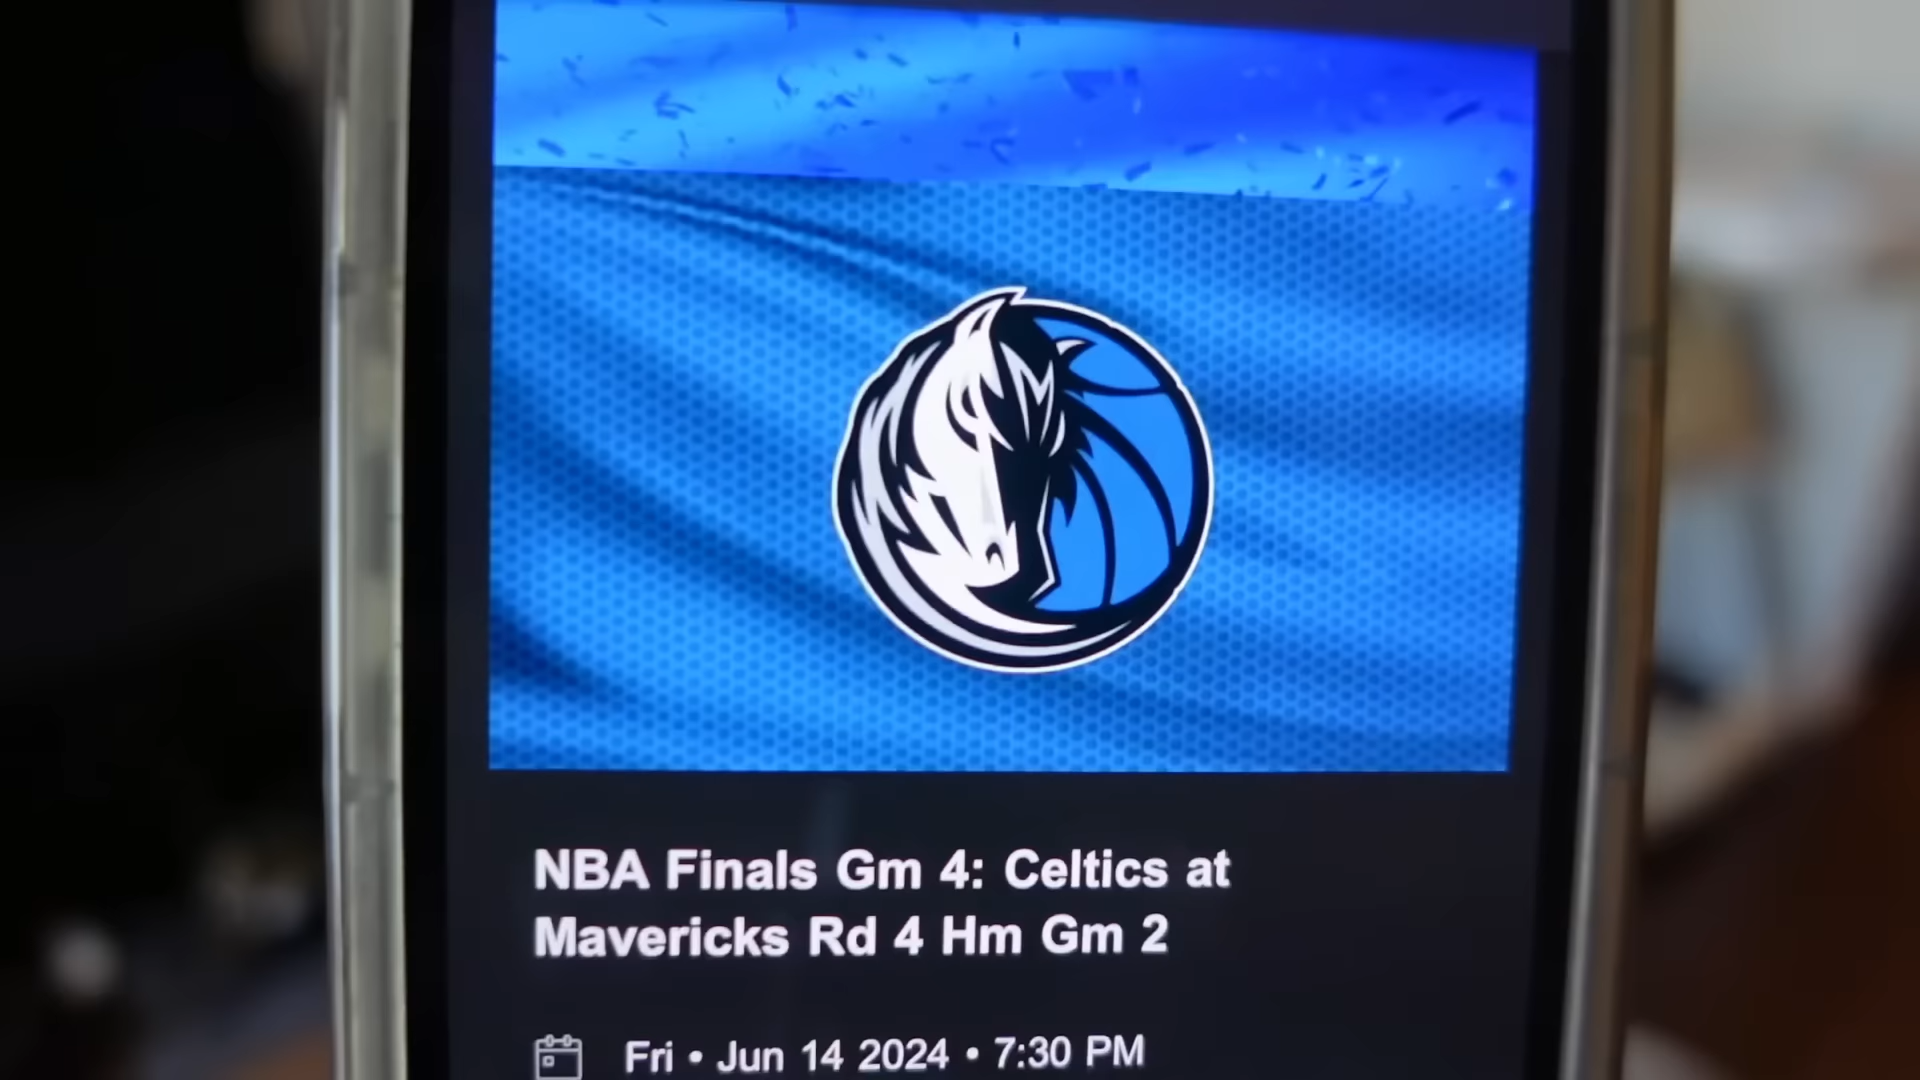 NBA Finals Gm 4: Celtics at
Mavericks Rd 4 Hm Gm 2
Fri • Jun 14 2024 • 7:30 PM